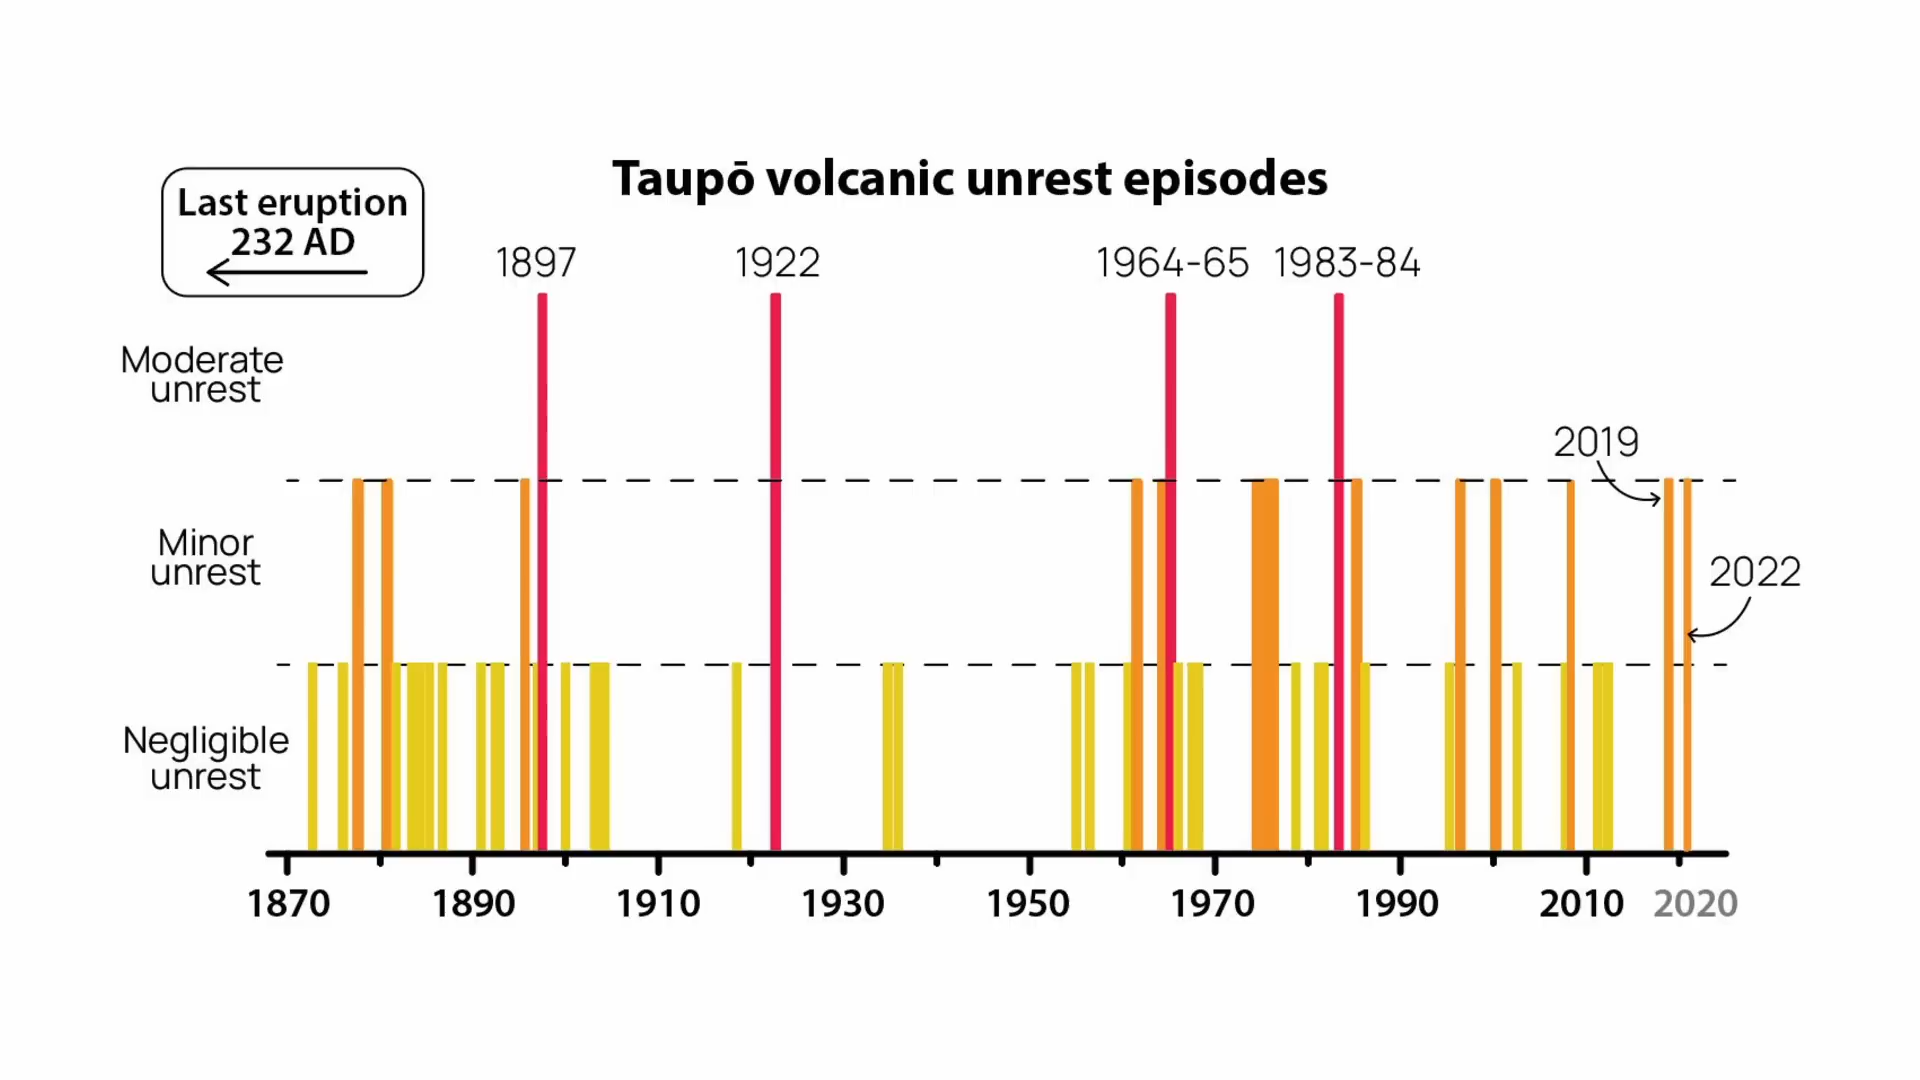 Taupō volcanic unrest episodes
Last eruption
232 AD
1897
1922
1964-65
1983-84
Moderate
unrest
2019
Minor
unrest
2022
Negligible
unrest
1870
1890
1910
1930
1950
1970
1990
2010
2020